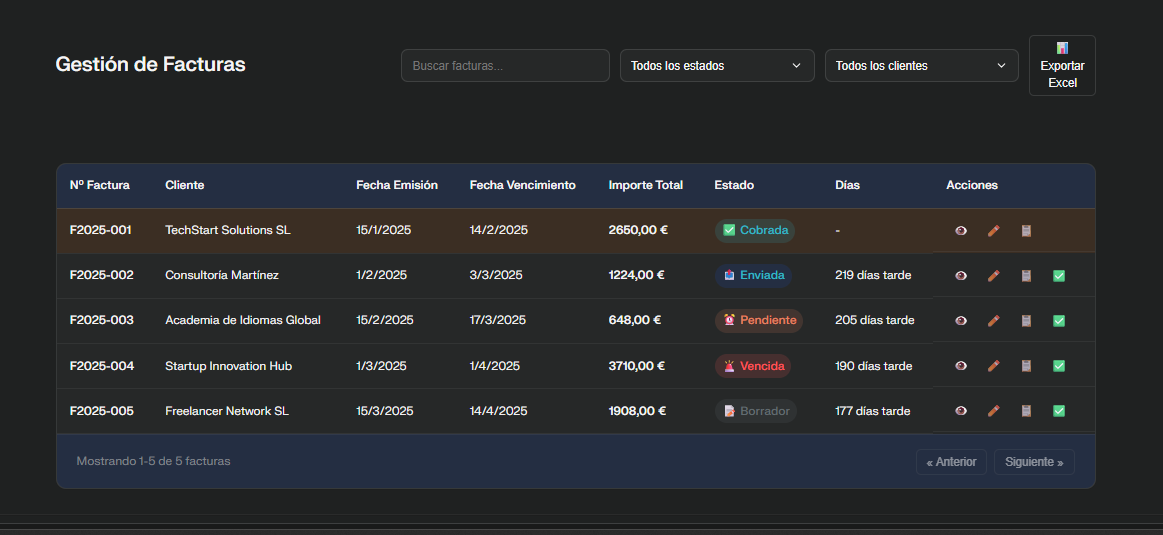 Gestión de Facturas
Buscar facturas...
Todos los estados
Todos los clientes
Exportar
Excel
Nº Factura Cliente Fecha Emisión Fecha Vencimiento Importe Total Estado Días Acciones
F2025-001 TechStart Solutions SL 15/1/2025 14/2/2025 2650,00 € Cobrada -
F2025-002 Consultoría Martínez 1/2/2025 3/3/2025 1224,00 € Enviada 219 días tarde
F2025-003 Academia de Idiomas Global 15/2/2025 17/3/2025 648,00 € Pendiente 205 días tarde
F2025-004 Startup Innovation Hub 1/3/2025 1/4/2025 3710,00 € Vencida 190 días tarde
F2025-005 Freelancer Network SL 15/3/2025 14/4/2025 1908,00 € Borrador 177 días tarde
Mostrando 1-5 de 5 facturas
« Anterior
Siguiente »